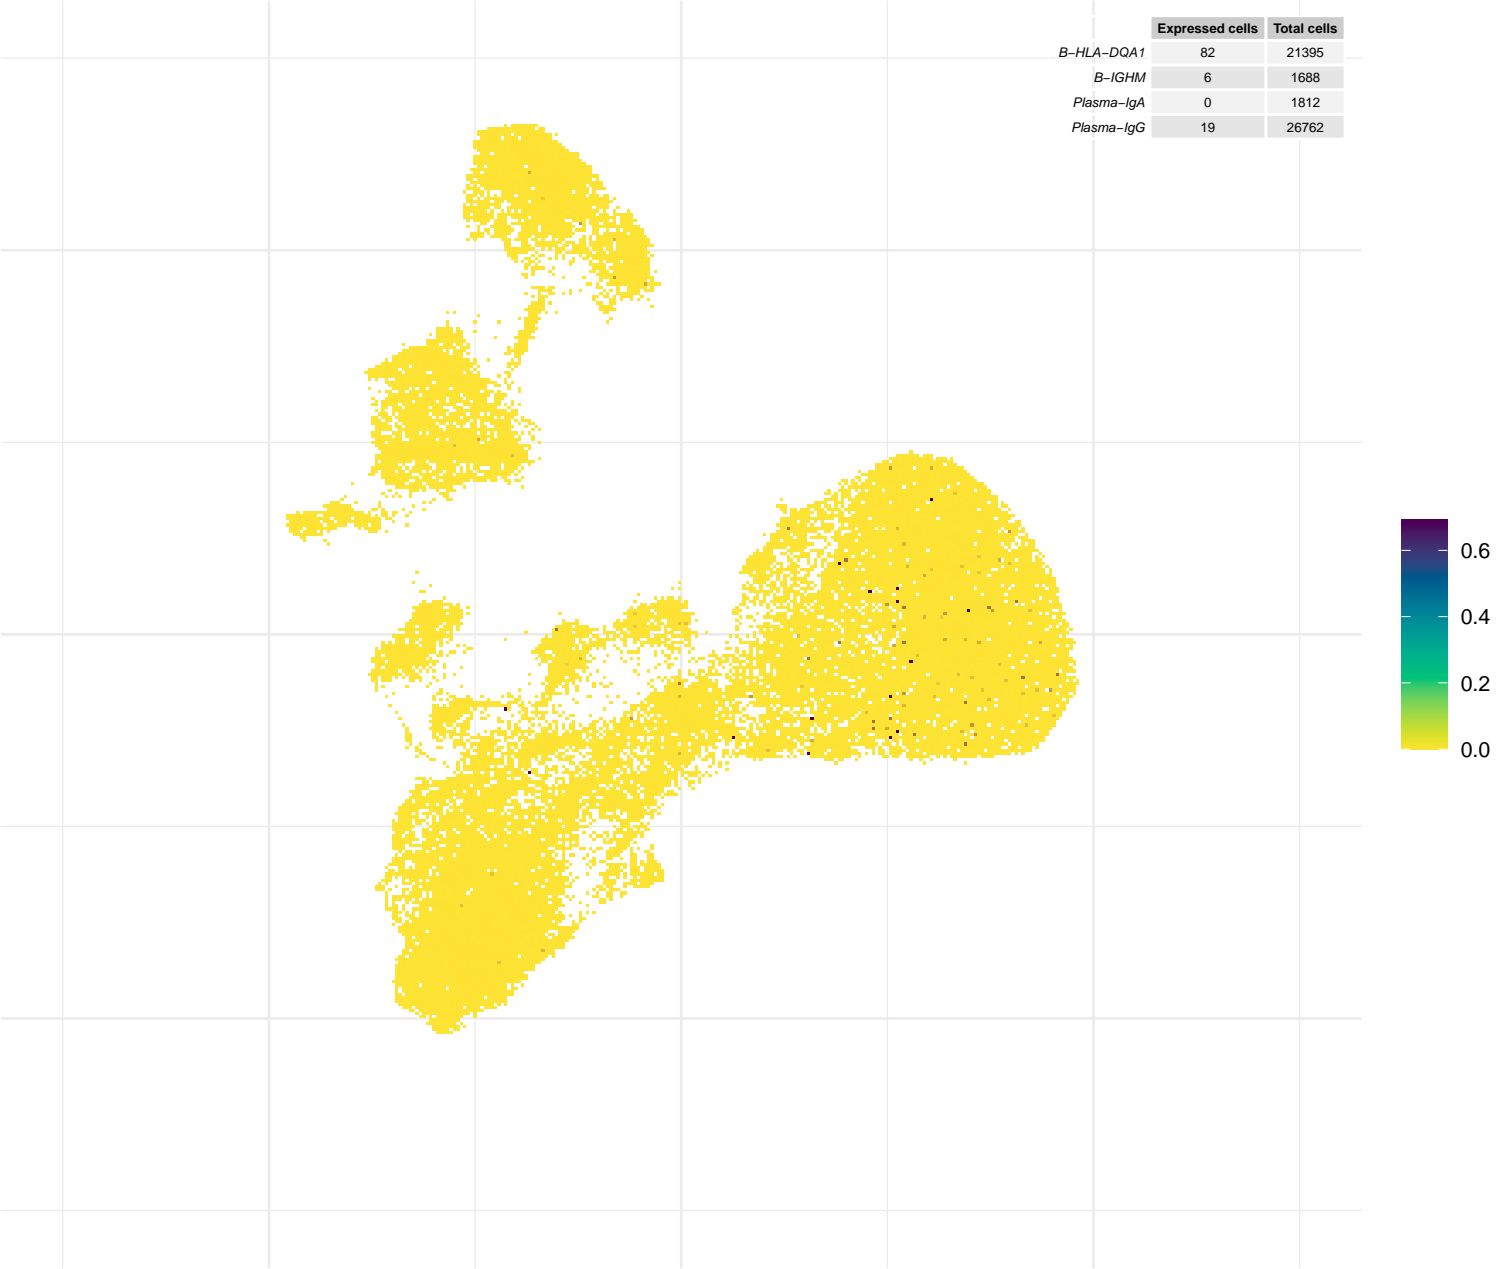 Expressed cells Total cells
B−HLA−DQA1 82 21395
B−IGHM 6 1688
Plasma−IgA 0 1812
Plasma−IgG 19 26762
0.6
0.4
0.2
0.0